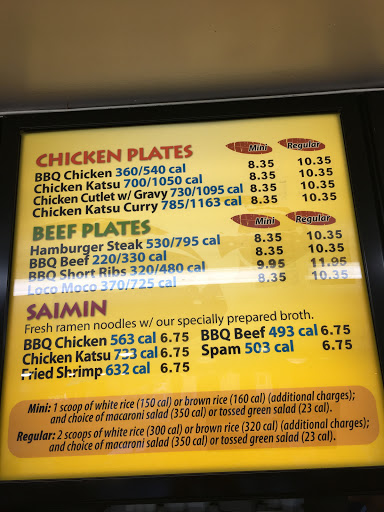 CHICKEN PLATES Mini Regular
BBQ Chicken 360/540 cal 8.35 10.35
Chicken Katsu 700/1050 cal 8.35 10.35
Chicken Cutlet w/ Gravy 730/1095 cal 8.35 10.35
Chicken Katsu Curry 785/1163 cal 8.35 10.35
BEEF PLATES Mini Regular
Hamburger Steak 530/795 cal 8.35 10.35
BBQ Beef 220/330 cal 8.35 10.35
BBQ Short Ribs 320/480 cal 9.95 11.95
Loco Moco 370/725 cal 8.35 10.35
SAIMIN
Fresh ramen noodles w/ our specially prepared broth.
BBQ Chicken 563 cal 6.75 BBQ Beef 493 cal 6.75
Chicken Katsu 733 cal 6.75 Spam 503 cal 6.75
Fried Shrimp 632 cal 6.75
Mini: 1 scoop of white rice (150 cal) or brown rice (160 cal) (additional charges);
and choice of macaroni salad (350 cal) or tossed green salad (23 cal).
Regular: 2 scoops of white rice (300 cal) or brown rice (320 cal) (additional charges);
and choice of macaroni salad (350 cal) or tossed green salad (23 cal).